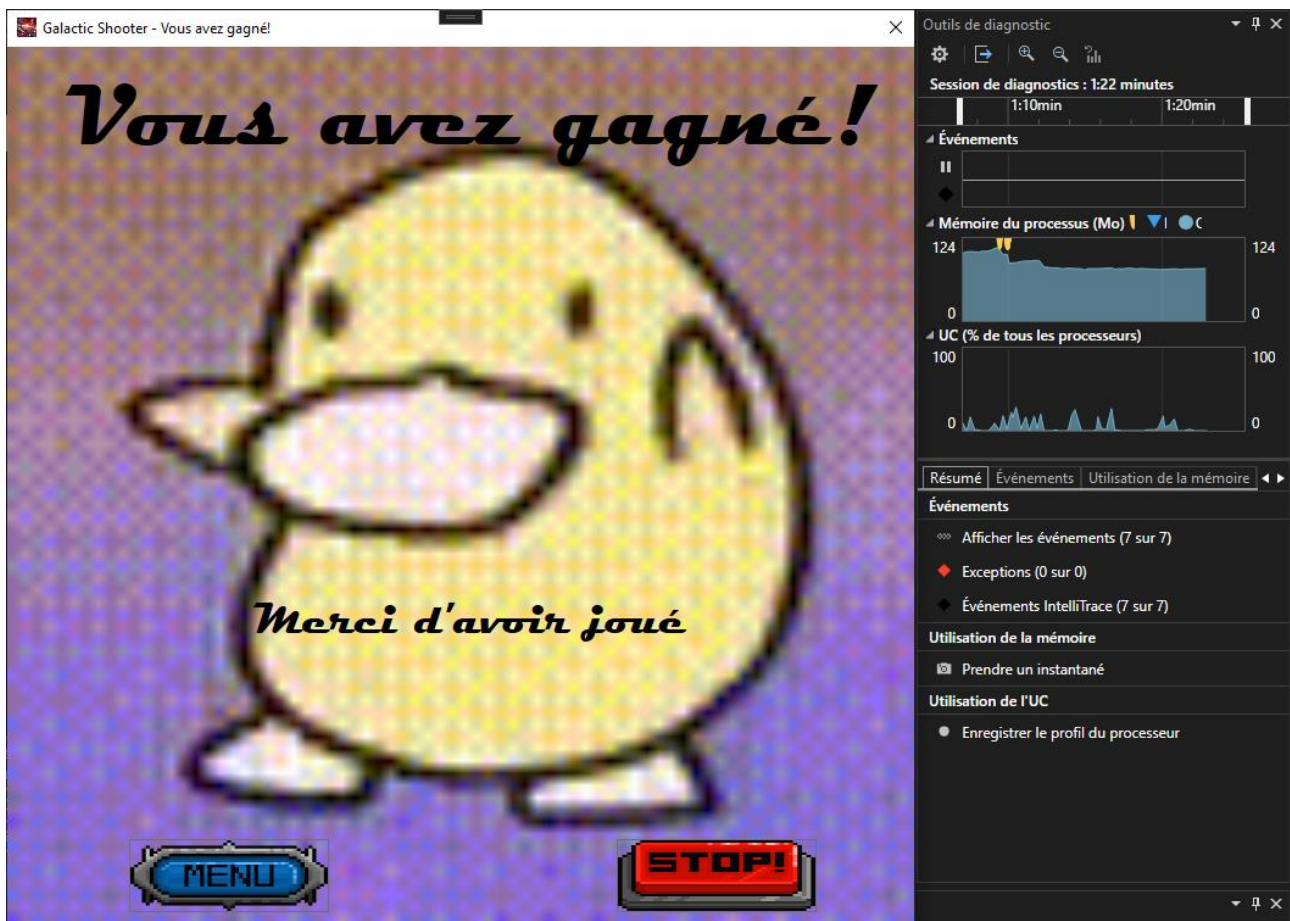 Galactic Shooter - Vous avez gagné!
Vous avez gagné!
Merci d'avoir joué
MENU
STOP!
Outils de diagnostic
Session de diagnostics : 1:22 minutes
1:10min 1:20min
Événements
Mémoire du processus (Mo)
124 124
0 0
UC (% de tous les processeurs)
100 100
0 0
Résumé Événements Utilisation de la mémoire
Événements
Afficher les événements (7 sur 7)
Exceptions (0 sur 0)
Événements IntelliTrace (7 sur 7)
Utilisation de la mémoire
Prendre un instantané
Utilisation de l'UC
Enregistrer le profil du processeur